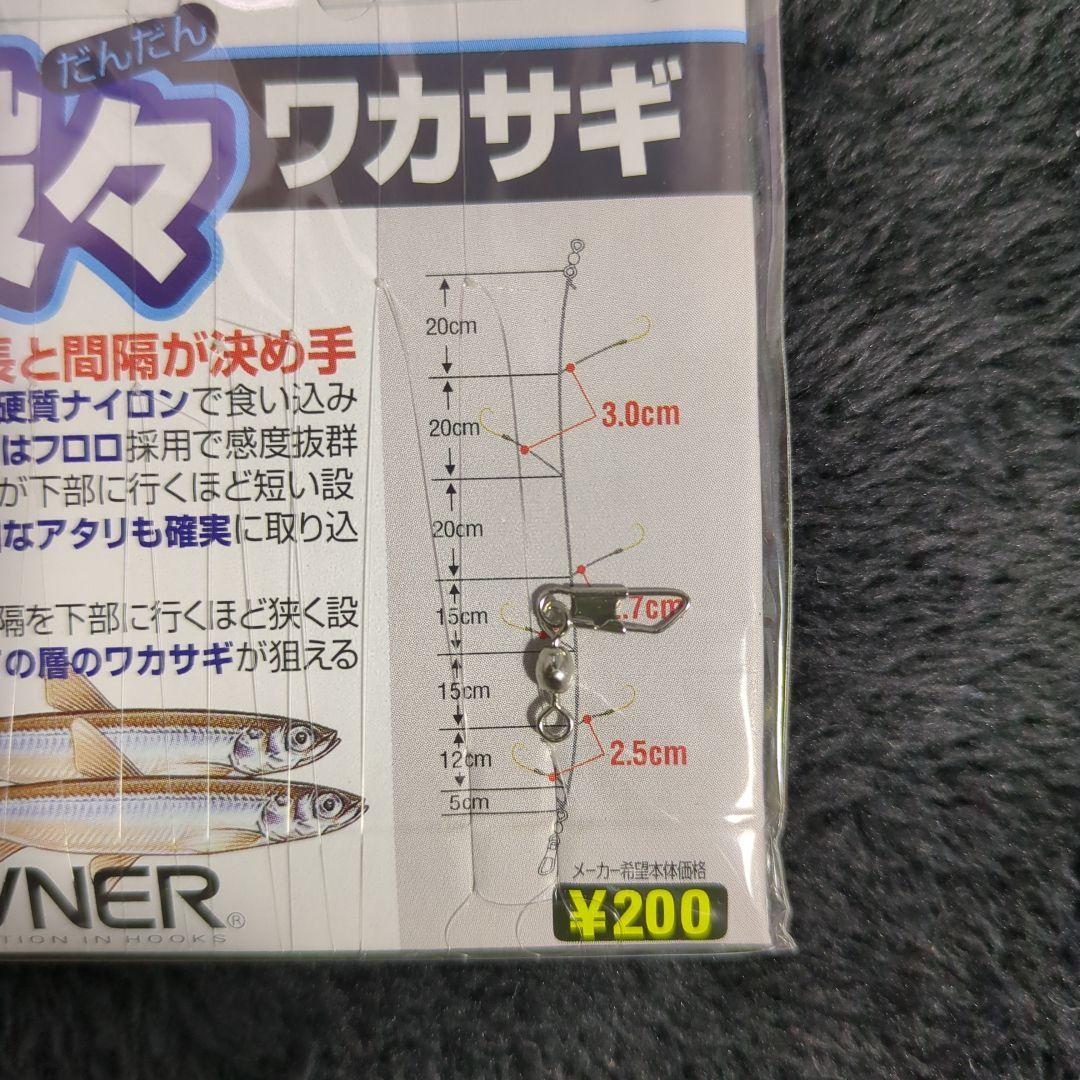 だんだん
々
ワカサギ
長と間隔が決め手
硬質ナイロンで食い込み
はフロロ採用で感度抜群
が下部に行くほど短い設
なアタリも確実に取り込
隔を下部に行くほど狭く設
の層のワカサギが狙える
20cm
20cm
20cm
15cm
15cm
12cm
5cm
3.0cm
.7cm
2.5cm
WNER®
TION IN HOOKS
メーカー希望本体価格
¥200